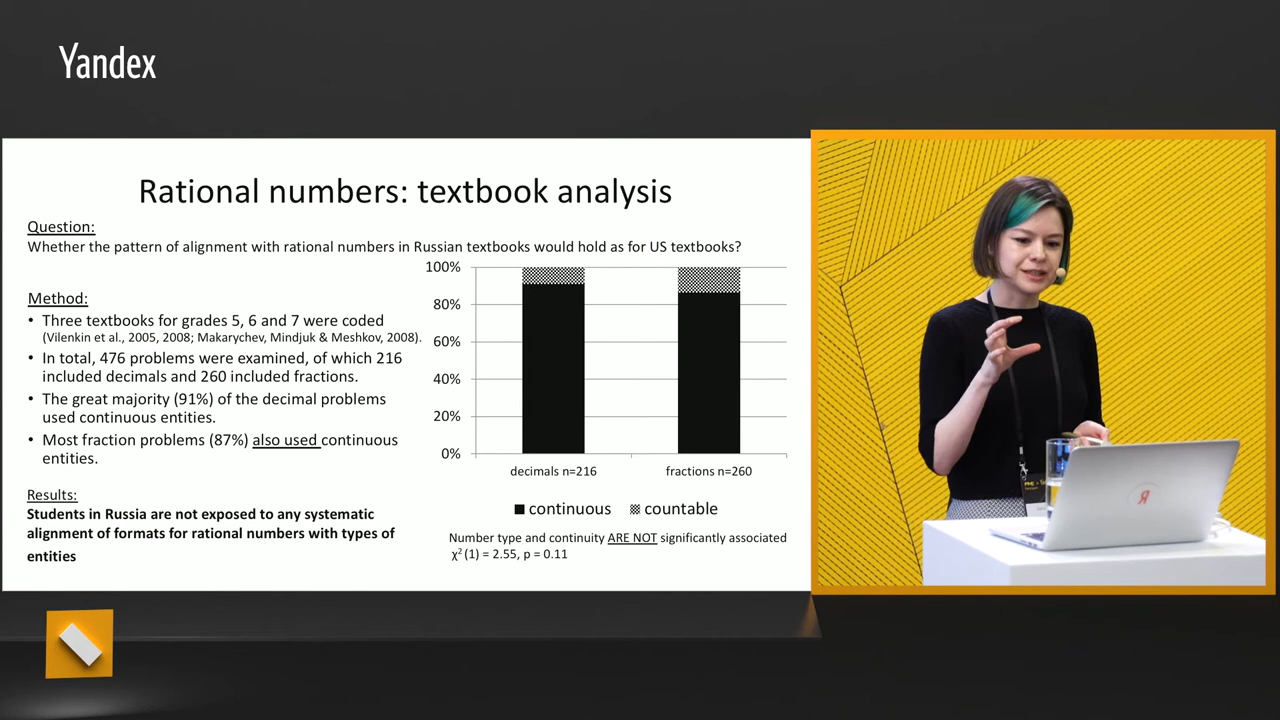 Yandex
Rational numbers: textbook analysis
Question:
Whether the pattern of alignment with rational numbers in Russian textbooks would hold as for US textbooks?
Method:
• Three textbooks for grades 5, 6 and 7 were coded
(Vilenkin et al., 2005, 2008; Makarychev, Mindjuk & Meshkov, 2008).
• In total, 476 problems were examined, of which 216
included decimals and 260 included fractions.
• The great majority (91%) of the decimal problems
used continuous entities.
• Most fraction problems (87%) also used continuous
entities.
Results:
Students in Russia are not exposed to any systematic
alignment of formats for rational numbers with types of
entities
100%
80%
60%
40%
20%
0%
decimals n=216
fractions n=260
continuous
countable
Number type and continuity ARE NOT significantly associated
χ² (1) = 2.55, p = 0.11
Я